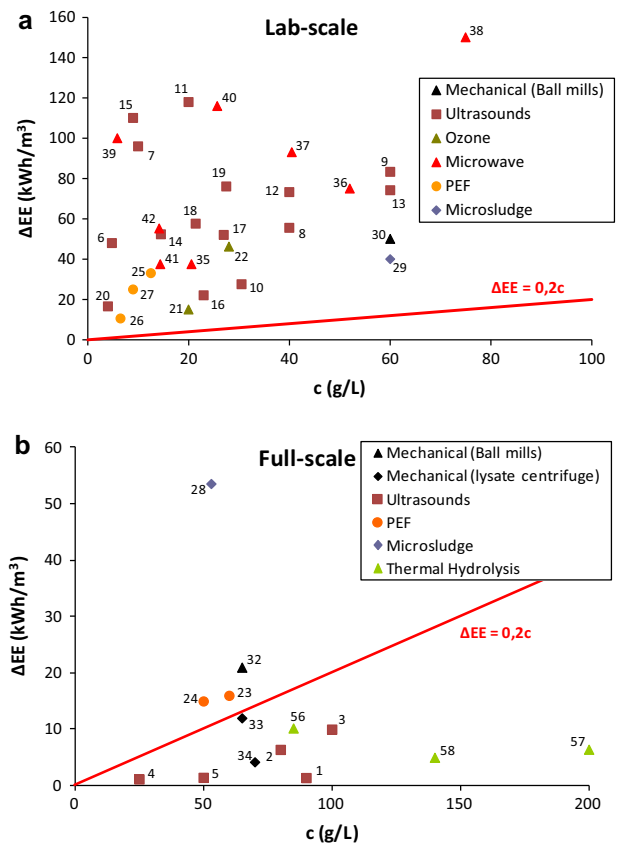 a
Lab-scale
ΔEE (kWh/m³)
160
140
120
100
80
60
40
20
0
0 20 40 60 80 100
c (g/L)
Mechanical (Ball mills)
Ultrasounds
Ozone
Microwave
PEF
Microsludge
38
11
40
15
39
7
37
9
19
12
36
13
42
18
6
14
17
8
30
22
29
25
41
35
27
10
20
16
26
21
ΔEE = 0,2c
b
Full-scale
ΔEE (kWh/m³)
60
50
40
30
20
10
0
0 50 100 150 200
c (g/L)
Mechanical (Ball mills)
Mechanical (lysate centrifuge)
Ultrasounds
PEF
Microsludge
Thermal Hydrolysis
28
ΔEE = 0,2c
32
24
23
33
56
3
57
34
2
58
4
5
1